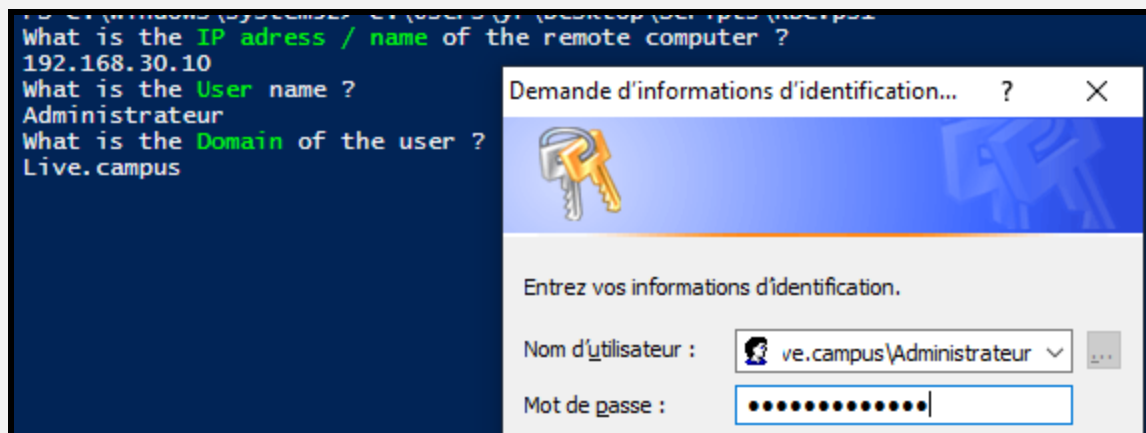 What is the IP adress / name of the remote computer ?
192.168.30.10
What is the User name ?
Administrateur
What is the Domain of the user ?
Live.campus
Demande d'informations d'identification... ? ×
Entrez vos informations d'identification.
Nom d'utilisateur : ve.campus\Administrateur ...
Mot de passe : •••••••••••••